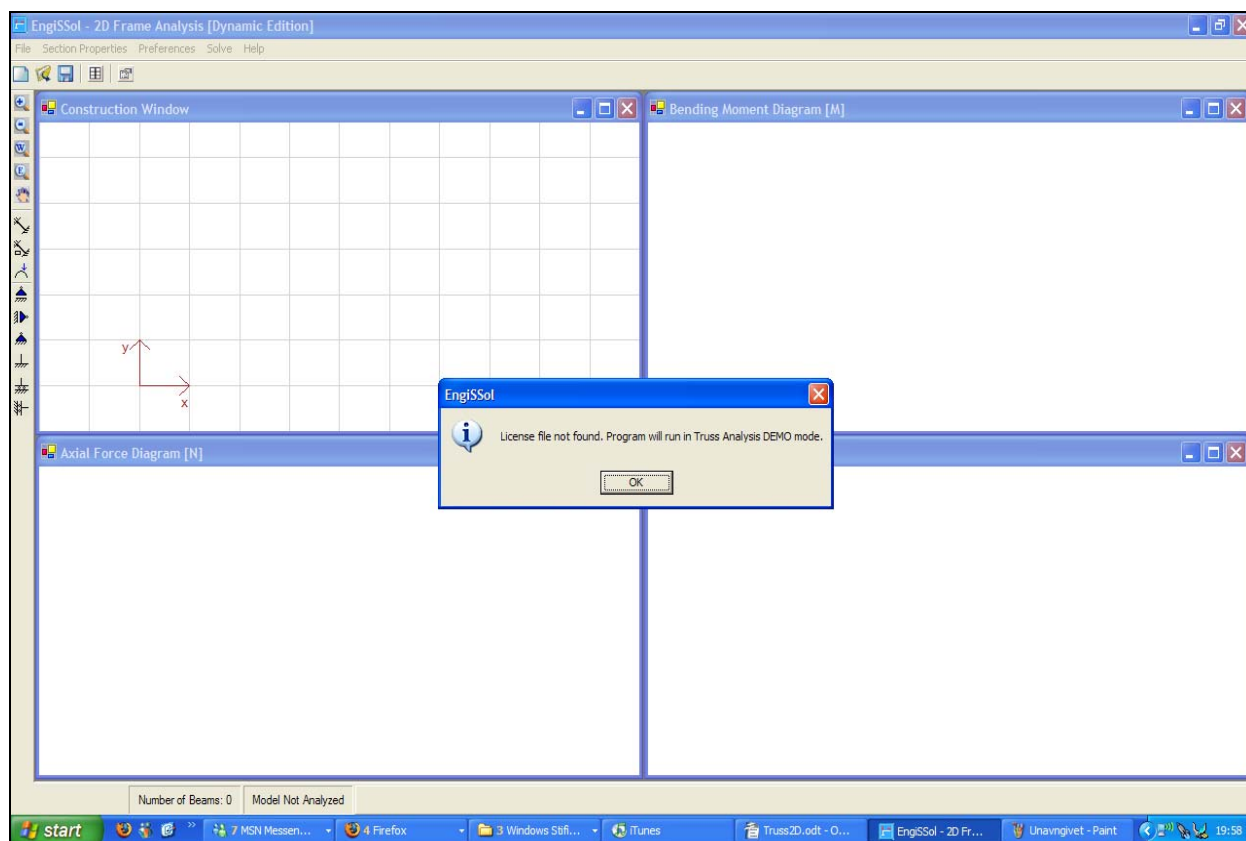 EngiSSol - 2D Frame Analysis [Dynamic Edition]
File Section Properties Preferences Solve Help
Construction Window
Bending Moment Diagram [M]
y
x
EngiSSol
License file not found. Program will run in Truss Analysis DEMO mode.
OK
Axial Force Diagram [N]
Number of Beams: 0 Model Not Analyzed
start 7 MSN Messen... 4 Firefox 3 Windows Stifi... iTunes Truss2D.odt - O... EngiSSol - 2D Fr... Unavngivet - Paint 19:58